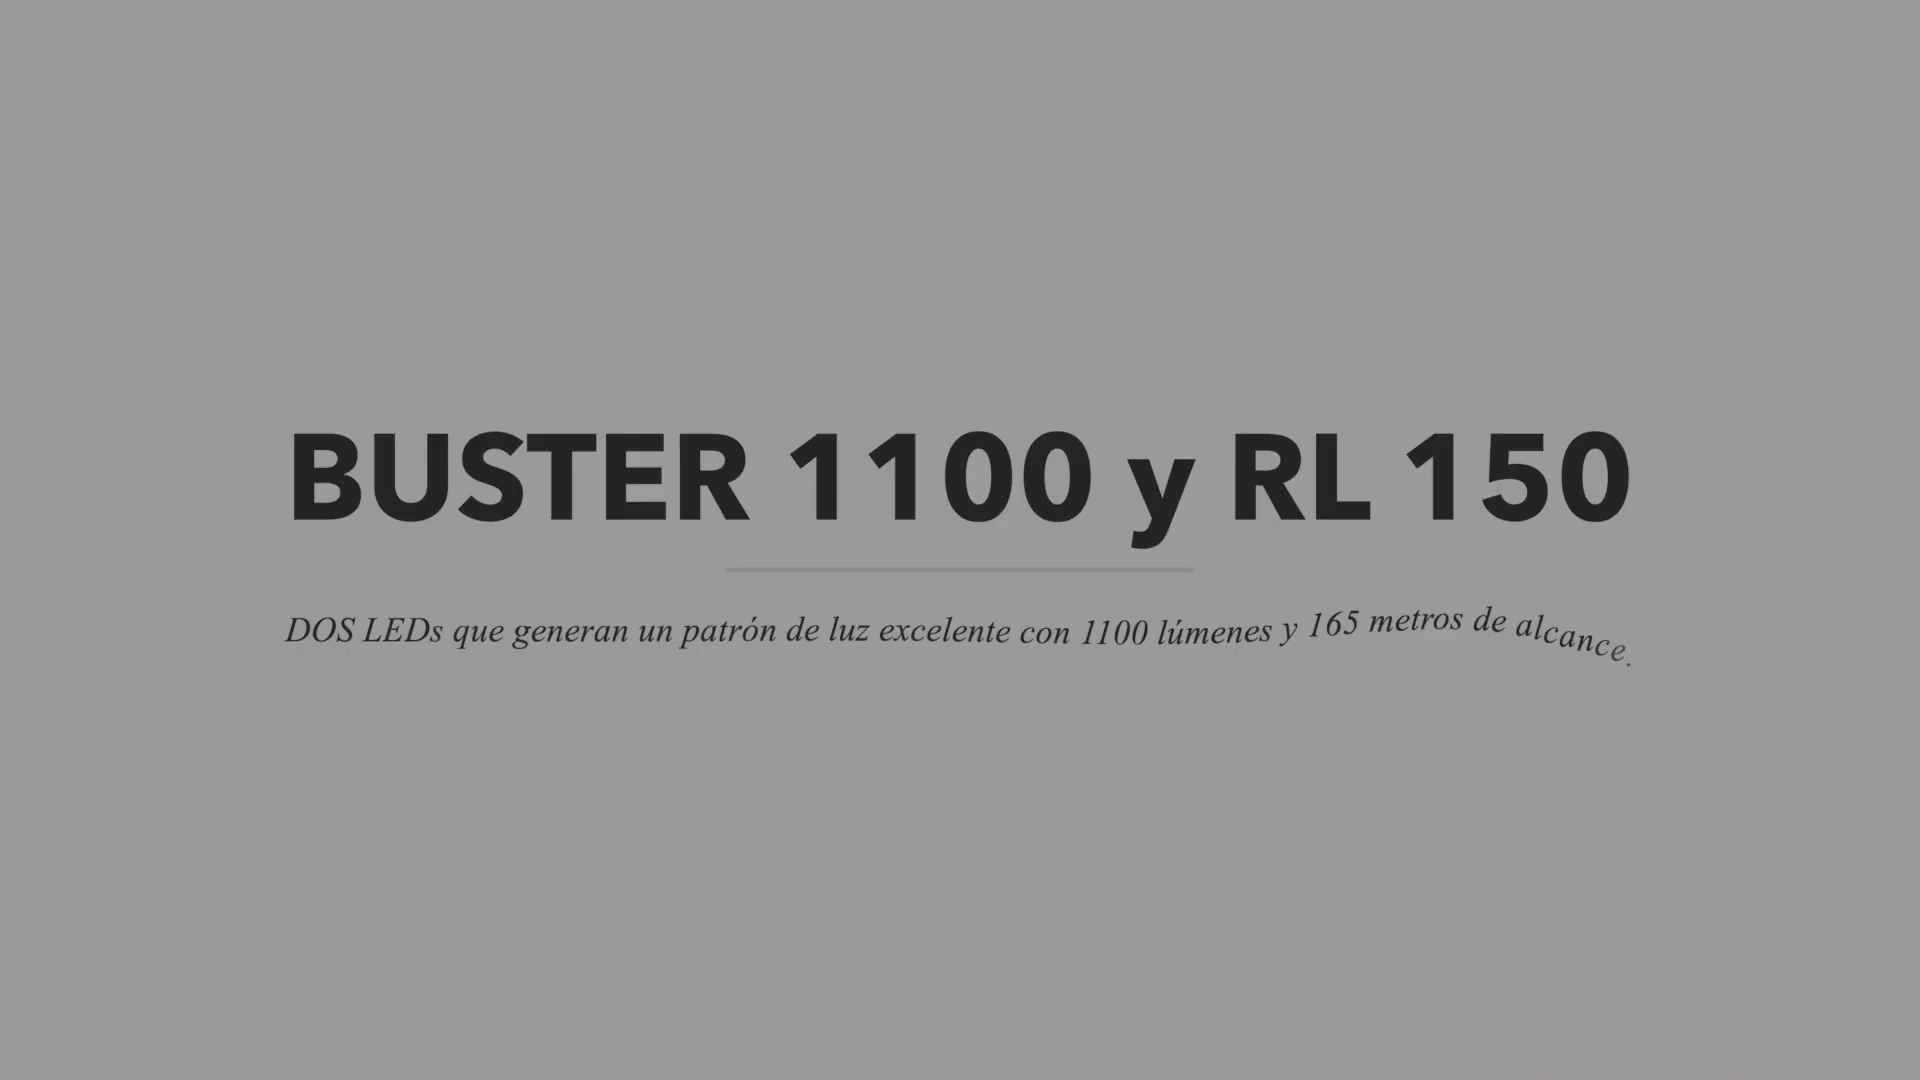 BUSTER 1100 y RL 150
DOS LEDs que generan un patrón de luz excelente con 1100 lúmenes y 165 metros de alcance.